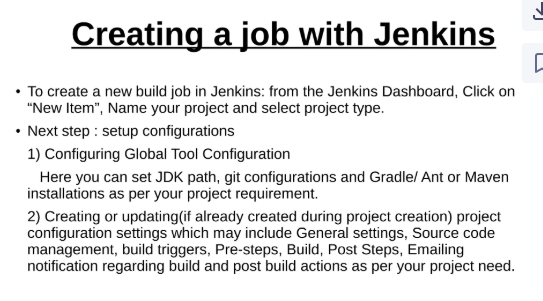 Creating a job with Jenkins
• To create a new build job in Jenkins: from the Jenkins Dashboard, Click on
“New Item”, Name your project and select project type.
• Next step : setup configurations
1) Configuring Global Tool Configuration
Here you can set JDK path, git configurations and Gradle/ Ant or Maven
installations as per your project requirement.
2) Creating or updating(if already created during project creation) project
configuration settings which may include General settings, Source code
management, build triggers, Pre-steps, Build, Post Steps, Emailing
notification regarding build and post build actions as per your project need.